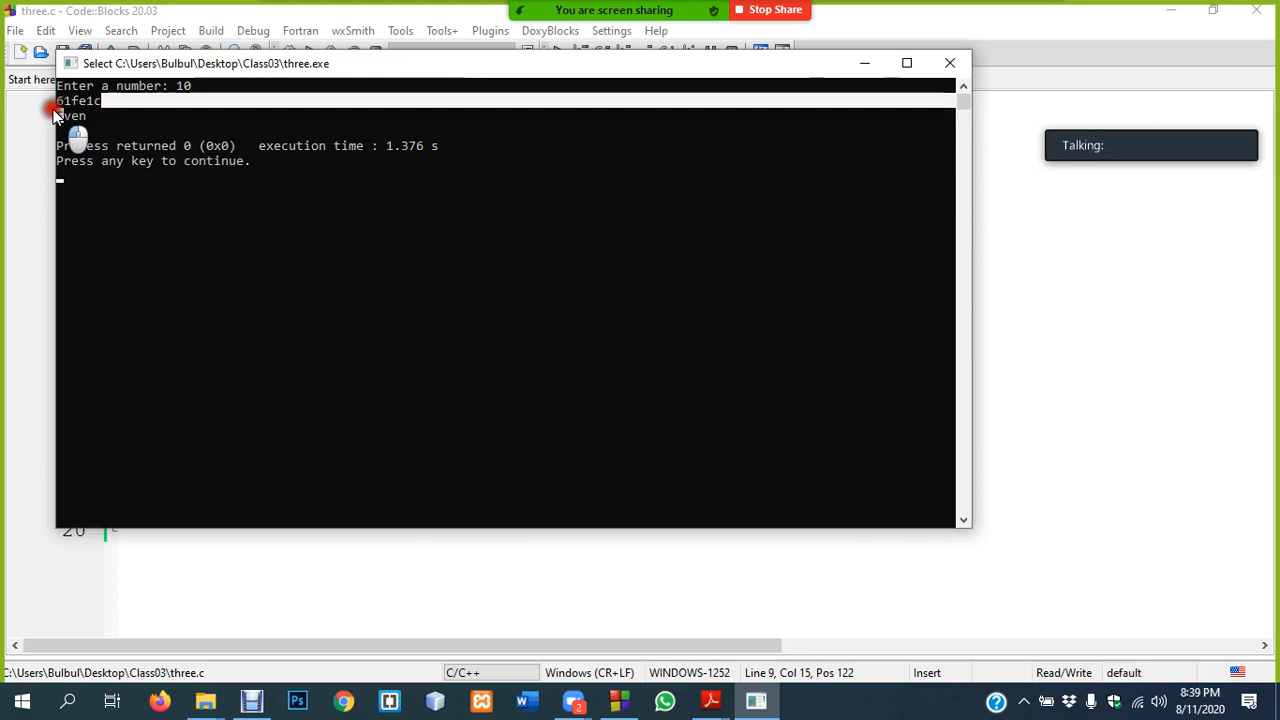 three.c - Code::Blocks 20.03
You are screen sharing
Stop Share
File Edit View Search Project Build Debug Fortran wxSmith Tools Tools+ Plugins DoxyBlocks Settings Help
Start here
Select C:\Users\Bulbul\Desktop\Class03\three.exe
Enter a number: 10
61fe1c
even
Process returned 0 (0x0) execution time : 1.376 s
Press any key to continue.
Talking:
20
C:\Users\Bulbul\Desktop\Class03\three.c C/C++ Windows (CR+LF) WINDOWS-1252 Line 9, Col 15, Pos 122 Insert Read/Write default
8:39 PM
8/11/2020
2